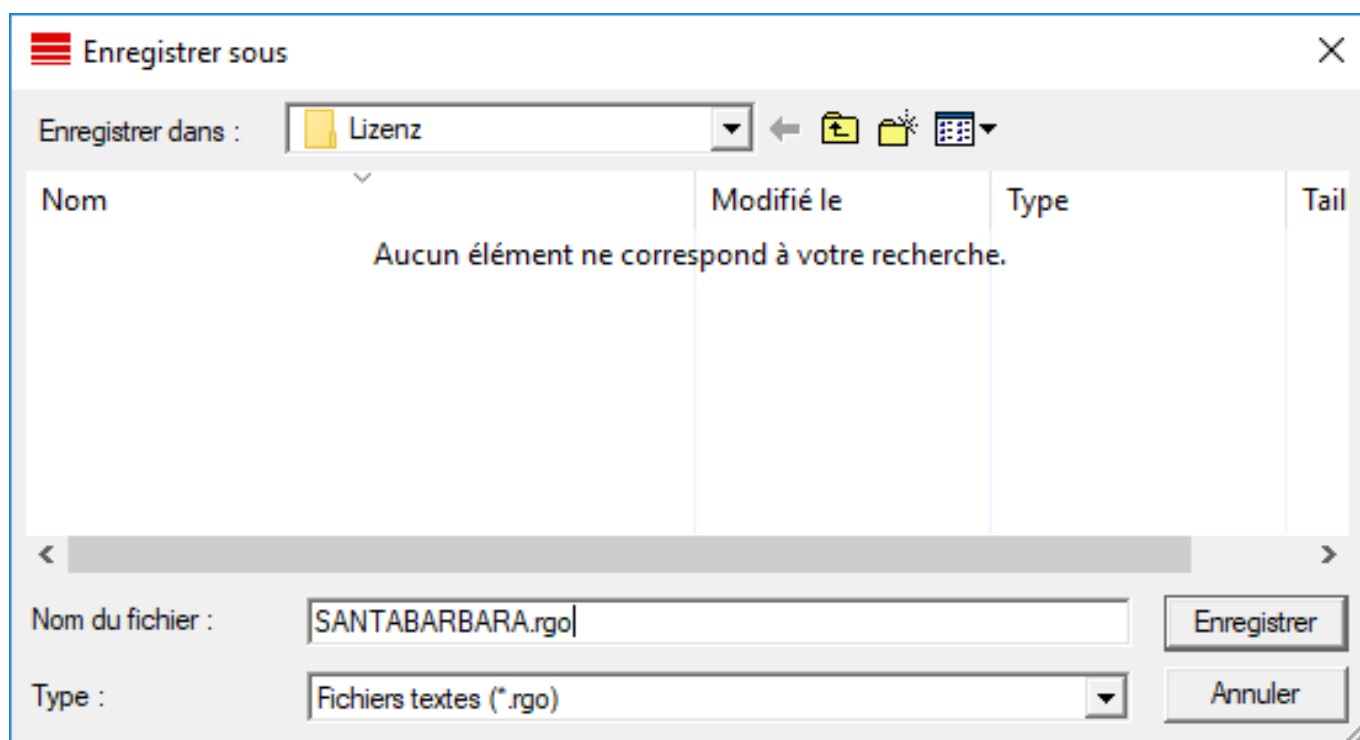 Enregistrer sous
Enregistrer dans : Lizenz
Nom Modifié le Type Tail
Aucun élément ne correspond à votre recherche.
Nom du fichier : SANTABARBARA.rgo Enregistrer
Type : Fichiers textes (*.rgo) Annuler